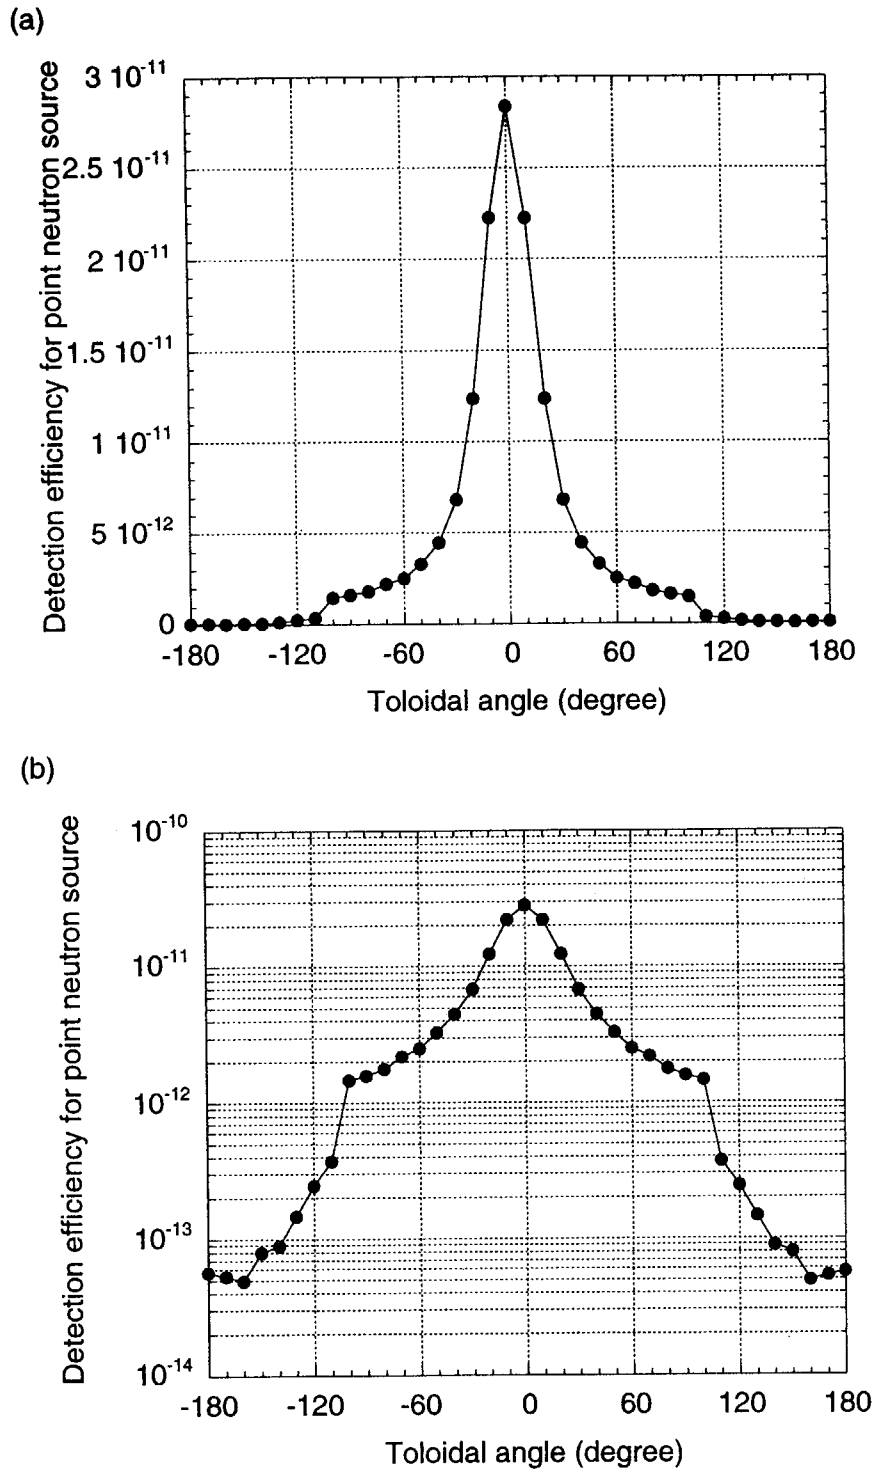 (a)
Detection efficiency for point neutron source
3 10-11
2.5 10-11
2 10-11
1.5 10-11
1 10-11
5 10-12
0
-180 -120 -60 0 60 120 180
Toloidal angle (degree)
(b)
Detection efficiency for point neutron source
10-10
10-11
10-12
10-13
10-14
-180 -120 -60 0 60 120 180
Toloidal angle (degree)